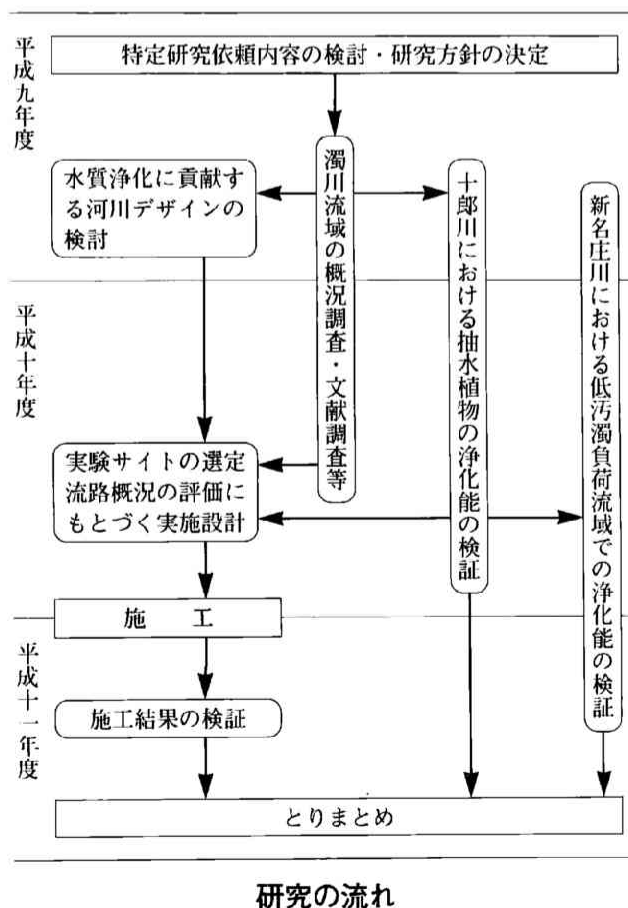 平成九年度
特定研究依頼内容の検討・研究方針の決定
水質浄化に貢献す
る河川デザインの
検討
濁川流域の概況調査・文献調査等
十郎川における抽水植物の浄化能の検証
新名庄川における低汚濁負荷流域での浄化能の検証
平成十年度
実験サイトの選定
流路概況の評価に
もとづく実施設計
施　工
平成十一年度
施工結果の検証
とりまとめ
研究の流れ